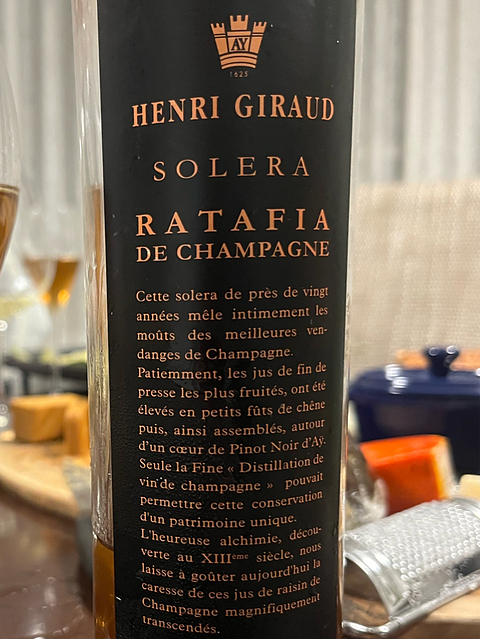 AY
1625
HENRI GIRAUD
SOLERA
RATAFIA
DE CHAMPAGNE
Cette solera de près de vingt
années mêle intimement les
moûts des meilleures ven-
danges de Champagne.
Patiemment, les jus de fin de
presse les plus fruités, ont été
élevés en petits fûts de chêne
puis, ainsi assemblés, autour
d'un cœur de Pinot Noir d'Aÿ.
Seule la Fine « Distillation de
vin de champagne » pouvait
permettre cette conservation
d'un patrimoine unique.
L'heureuse alchimie, décou-
verte au XIIIeme siècle, nous
laisse à goûter aujourd'hui la
caresse de ces jus de raisin de
Champagne magnifiquement
transcendés.